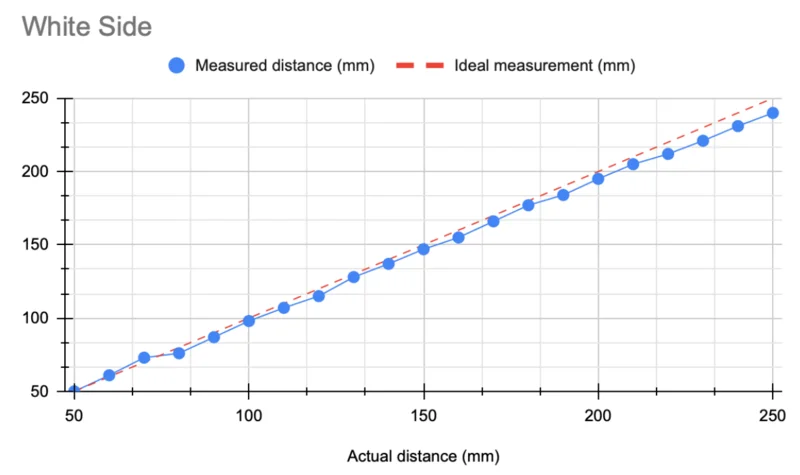 White Side
Measured distance (mm) Ideal measurement (mm)
250
200
150
100
50
50 100 150 200 250
Actual distance (mm)